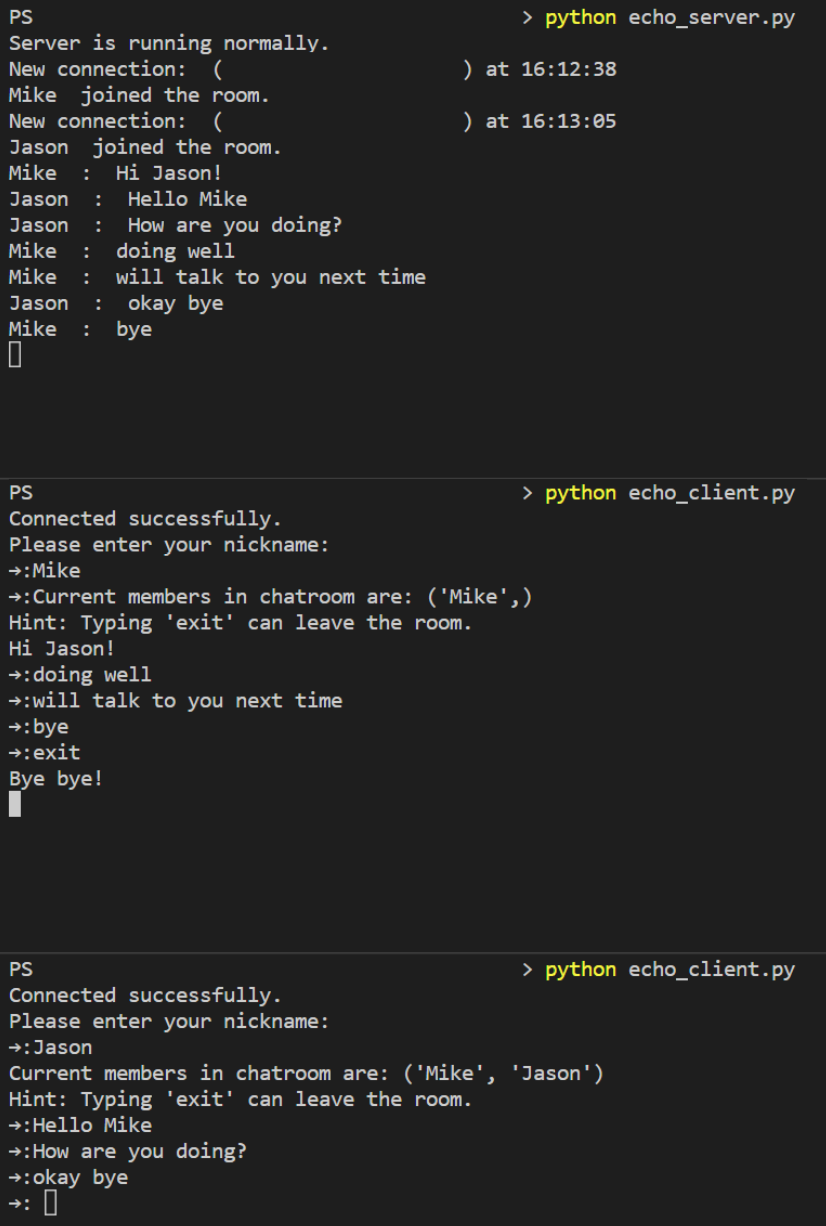 PS > python echo_server.py
Server is running normally.
New connection:  ( ) at 16:12:38
Mike  joined the room.
New connection:  ( ) at 16:13:05
Jason  joined the room.
Mike  :  Hi Jason!
Jason  :  Hello Mike
Jason  :  How are you doing?
Mike  :  doing well
Mike  :  will talk to you next time
Jason  :  okay bye
Mike  :  bye
PS > python echo_client.py
Connected successfully.
Please enter your nickname:
→:Mike
→:Current members in chatroom are: ('Mike',)
Hint: Typing 'exit' can leave the room.
Hi Jason!
→:doing well
→:will talk to you next time
→:bye
→:exit
Bye bye!
PS > python echo_client.py
Connected successfully.
Please enter your nickname:
→:Jason
Current members in chatroom are: ('Mike', 'Jason')
Hint: Typing 'exit' can leave the room.
→:Hello Mike
→:How are you doing?
→:okay bye
→: